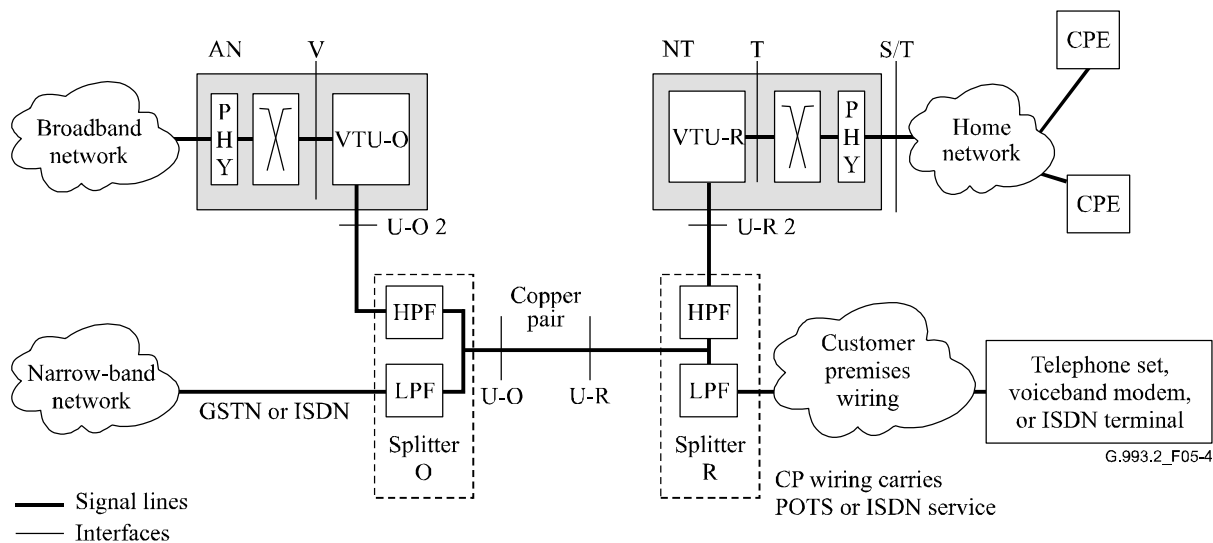 AN
V
NT
T
S/T
CPE
Broadband
network
P
H
Y
VTU-O
VTU-R
P
H
Y
Home
network
CPE
U-O 2
U-R 2
HPF
Copper
pair
HPF
Narrow-band
network
GSTN or ISDN
LPF
U-O
U-R
LPF
Customer
premises
wiring
Telephone set,
voiceband modem,
or ISDN terminal
G.993.2_F05-4
Splitter
O
Splitter
R
CP wiring carries
POTS or ISDN service
Signal lines
Interfaces